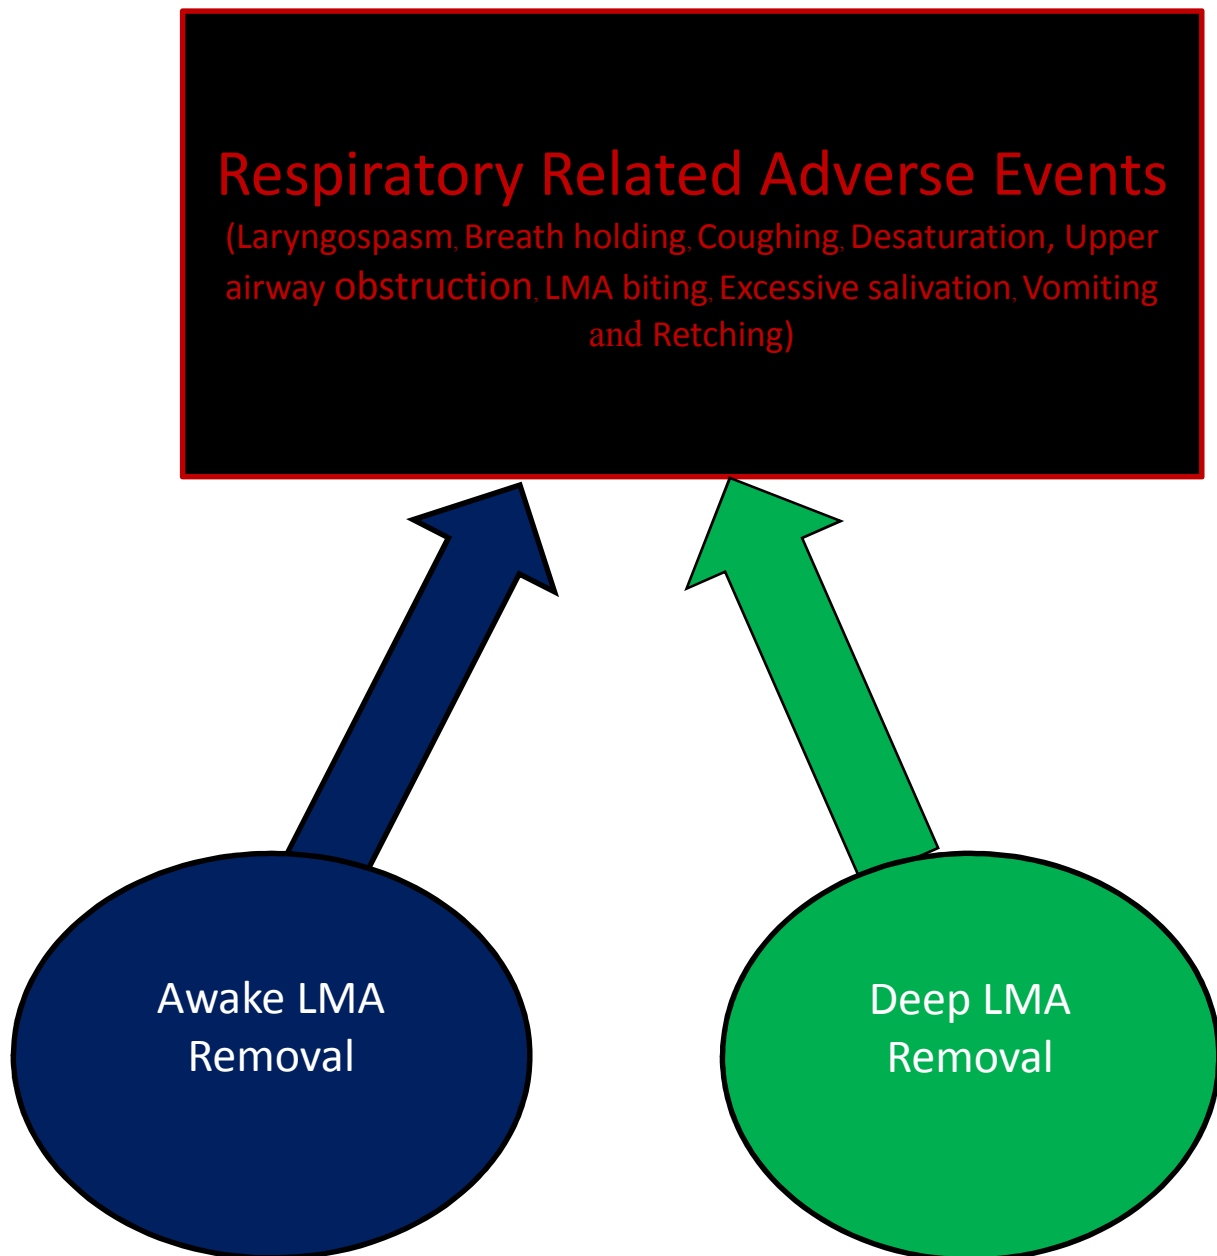 Respiratory Related Adverse Events
(Laryngospasm, Breath holding, Coughing, Desaturation, Upper
airway obstruction, LMA biting, Excessive salivation, Vomiting
and Retching)
Awake LMA
Removal
Deep LMA
Removal